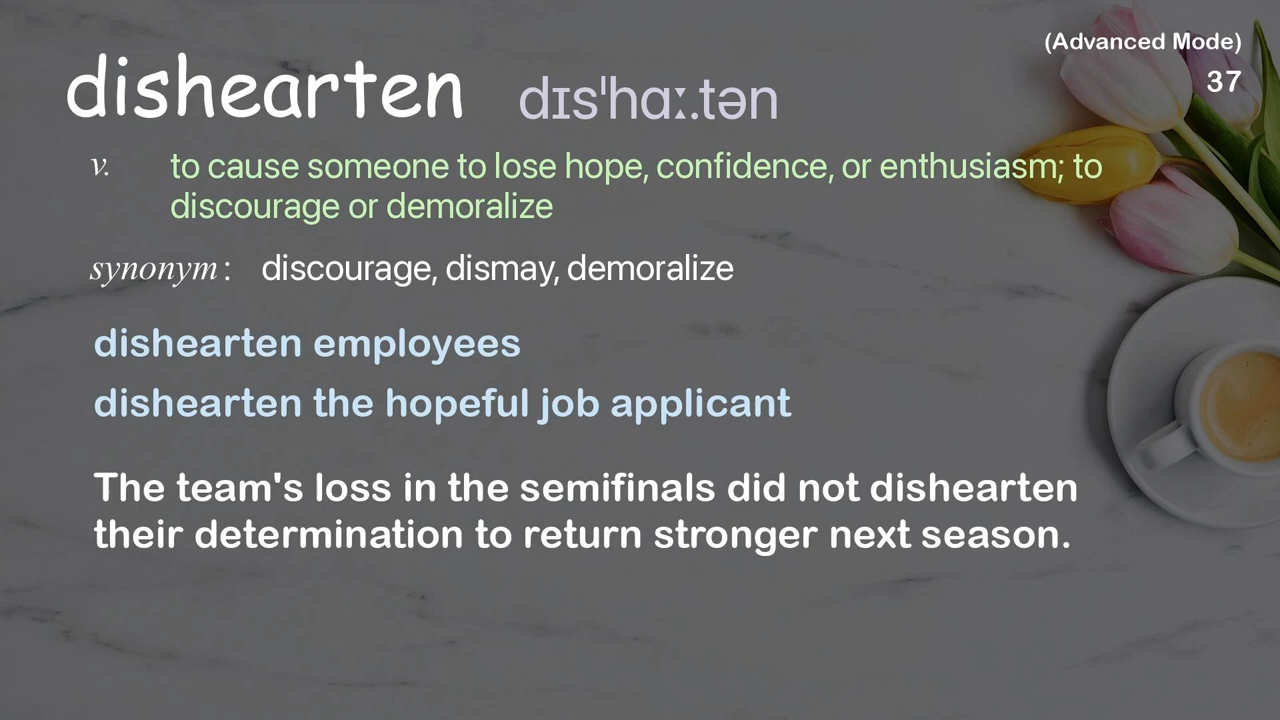 (Advanced Mode)
37
dishearten dɪsˈhɑː.tən
v. to cause someone to lose hope, confidence, or enthusiasm; to
discourage or demoralize
synonym : discourage, dismay, demoralize
dishearten employees
dishearten the hopeful job applicant
The team's loss in the semifinals did not dishearten
their determination to return stronger next season.